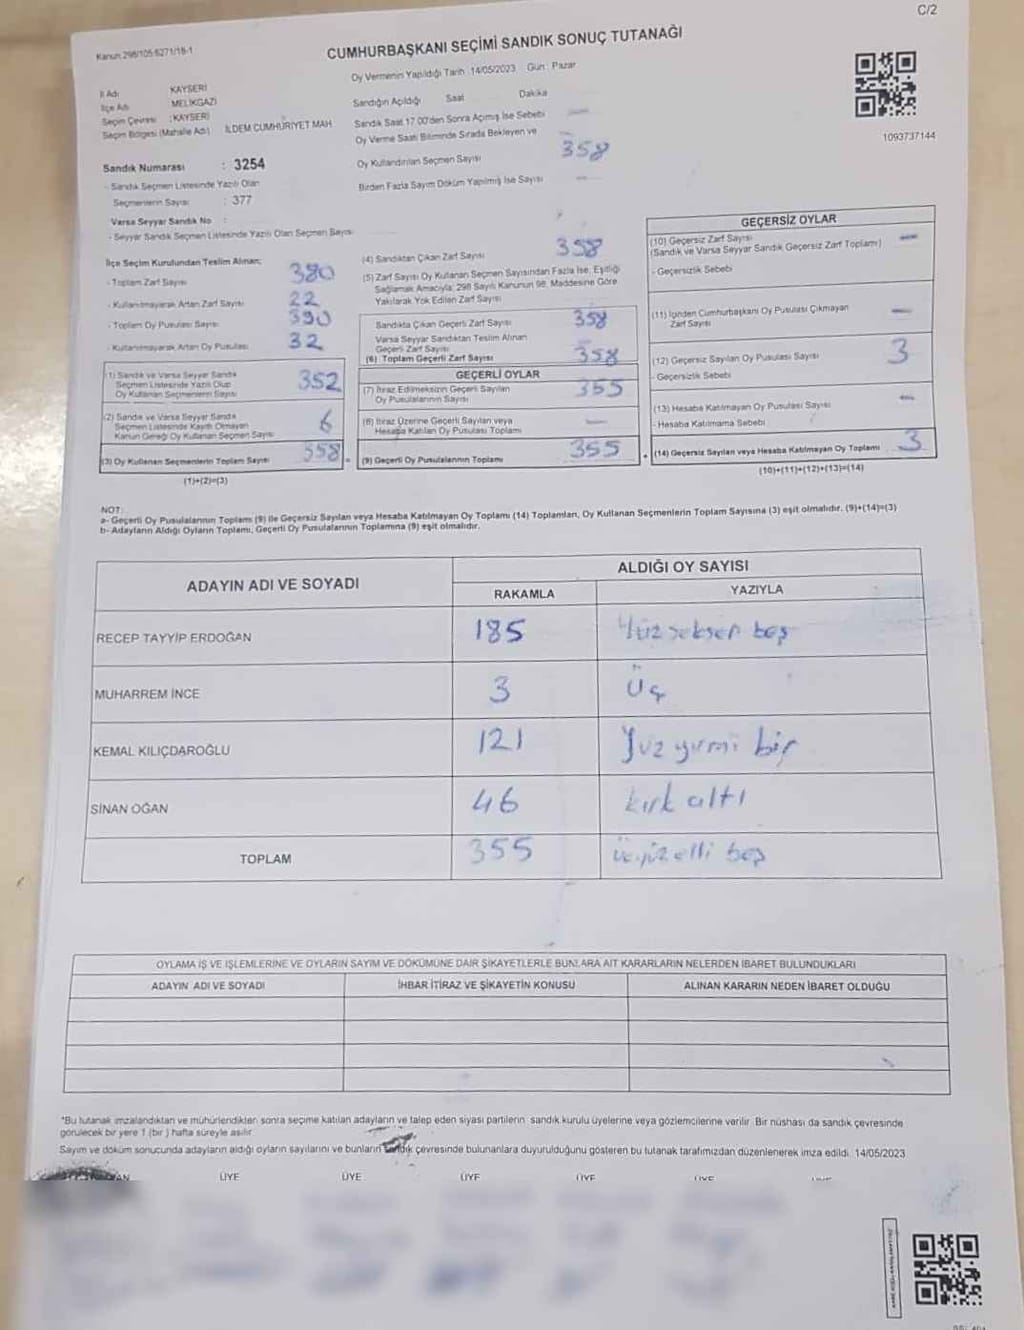 C/2
Kanun 298/105 6271/18-1
CUMHURBAŞKANI SEÇİMİ SANDIK SONUÇ TUTANAĞI
Oy Vermenin Yapıldığı Tarih :14/05/2023 Gün : Pazar
İl Adı KAYSERİ
İlçe Adı MELİKGAZİ
Seçim Çevresi : KAYSERİ
Seçim Bölgesi (Mahalle Adı) İLDEM CUMHURİYET MAH.
Sandığın Açıldığı Saat Dakika
Sandık Saat 17.00'den Sonra Açımış İse Sebebi
Oy Verme Saati Bitiminde Sırada Bekleyen ve
Oy Kullandırılan Seçmen Sayısı 358
Birden Fazla Sayım Döküm Yapılmış İse Sayısı
1093737144
Sandık Numarası : 3254
- Sandık Seçmen Listesinde Yazılı Olan
Seçmenlerin Sayısı : 377
Varsa Seyyar Sandık No :
- Seyyar Sandık Seçmen Listesinde Yazılı Olan Seçmen Sayısı
İlçe Seçim Kurulundan Teslim Alınan;
- Toplam Zarf Sayısı 380
- Kullanılmayarak Artan Zarf Sayısı 22
- Toplam Oy Pusulası Sayısı 390
- Kullanılmayarak Artan Oy Pusulası 32
(1) Sandık ve Varsa Seyyar Sandık
Seçmen Listesinde Yazılı Olup
Oy Kullanan Seçmenlerin Sayısı 352
(2) Sandık ve Varsa Seyyar Sandık
Seçmen Listesinde Kayıtlı Olmayan
Kanun Gereği Oy Kullanan Seçmen Sayısı 6
(3) Oy Kullanan Seçmenlerin Toplam Sayısı 358
(1)+(2)=(3)
(4) Sandıktan Çıkan Zarf Sayısı 358
(5) Zarf Sayısı Oy Kullanan Seçmen Sayısından Fazla İse, Eşitliği
Sağlamak Amacıyla; 298 Sayılı Kanunun 98. Maddesine Göre
Yakılarak Yok Edilen Zarf Sayısı
Sandıkta Çıkan Geçerli Zarf Sayısı 358
Varsa Seyyar Sandıktan Teslim Alınan
Geçerli Zarf Sayısı
(6) Toplam Geçerli Zarf Sayısı 358
GEÇERLİ OYLAR
(7) İtiraz Edilmeksizin Geçerli Sayılan
Oy Pusulalarının Sayısı 355
(8) İtiraz Üzerine Geçerli Sayılan veya
Hesaba Katılan Oy Pusulası Toplamı
(9) Geçerli Oy Pusulalarının Toplamı 355
GEÇERSİZ OYLAR
(10) Geçersiz Zarf Sayısı
(Sandık ve Varsa Seyyar Sandık Geçersiz Zarf Toplamı)
- Geçersizlik Sebebi
(11) İçinden Cumhurbaşkanı Oy Pusulası Çıkmayan
Zarf Sayısı
(12) Geçersiz Sayılan Oy Pusulası Sayısı 3
- Geçersizlik Sebebi
(13) Hesaba Katılmayan Oy Pusulası Sayısı
- Hesaba Katılmama Sebebi
(14) Geçersiz Sayılan veya Hesaba Katılmayan Oy Toplamı 3
(10)+(11)+(12)+(13)=(14)
NOT:
a- Geçerli Oy Pusulalarının Toplamı (9) ile Geçersiz Sayılan veya Hesaba Katılmayan Oy Toplamı (14) Toplamları, Oy Kullanan Seçmenlerin Toplam Sayısına (3) eşit olmalıdır. (9)+(14)=(3)
b- Adayların Aldığı Oyların Toplamı, Geçerli Oy Pusulalarının Toplamına (9) eşit olmalıdır.
ADAYIN ADI VE SOYADI ALDIĞI OY SAYISI
RAKAMLA YAZIYLA
RECEP TAYYİP ERDOĞAN 185 Yüz seksen beş
MUHARREM İNCE 3 Üç
KEMAL KILIÇDAROĞLU 121 Yüz yirmi bir
SİNAN OĞAN 46 kırk altı
TOPLAM 355 üçyüz elli beş
OYLAMA İŞ VE İŞLEMLERİNE VE OYLARIN SAYIM VE DÖKÜMÜNE DAİR ŞİKAYETLERLE BUNLARA AİT KARARLARIN NELERDEN İBARET BULUNDUKLARI
ADAYIN ADI VE SOYADI İHBAR İTİRAZ VE ŞİKAYETİN KONUSU ALINAN KARARIN NEDEN İBARET OLDUĞU
*Bu tutanak imzalandıktan ve mühürlendikten sonra seçime katılan adayların ve talep eden siyasi partilerin sandık kurulu üyelerine veya gözlemcilerine verilir. Bir nüshası da sandık çevresinde
görülecek bir yere 1 (bir) hafta süreyle asılır.
Sayım ve döküm sonucunda adayların aldığı oyların sayılarını ve bunların sandık çevresinde bulunanlara duyurulduğunu gösteren bu tutanak tarafımızdan düzenlenerek imza edildi. 14/05/2023
ÜYE ÜYE ÜYE ÜYE ÜYE